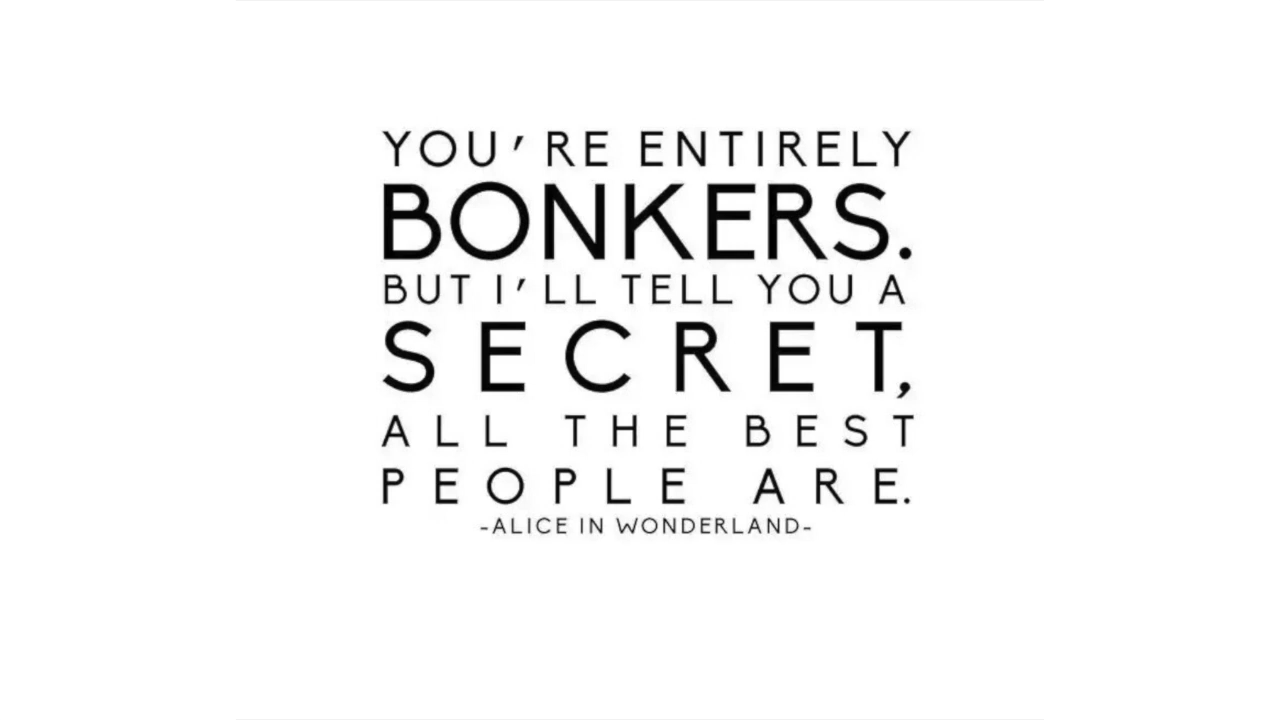 YOU'RE ENTIRELY
BONKERS.
BUT I'LL TELL YOU A
SECRET,
ALL THE BEST
PEOPLE ARE.
-ALICE IN WONDERLAND-